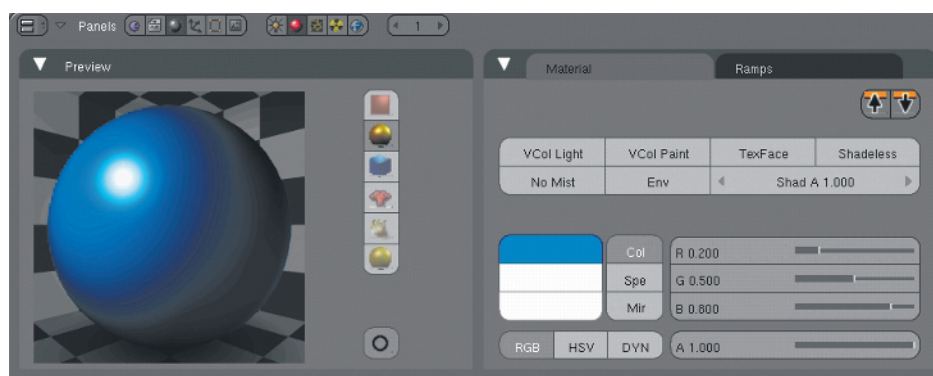 Panels 1
Preview
Material Ramps
VCol Light VCol Paint TexFace Shadeless
No Mist Env Shad A 1.000
Col R 0.200
Spe G 0.500
Mir B 0.800
RGB HSV DYN A 1.000